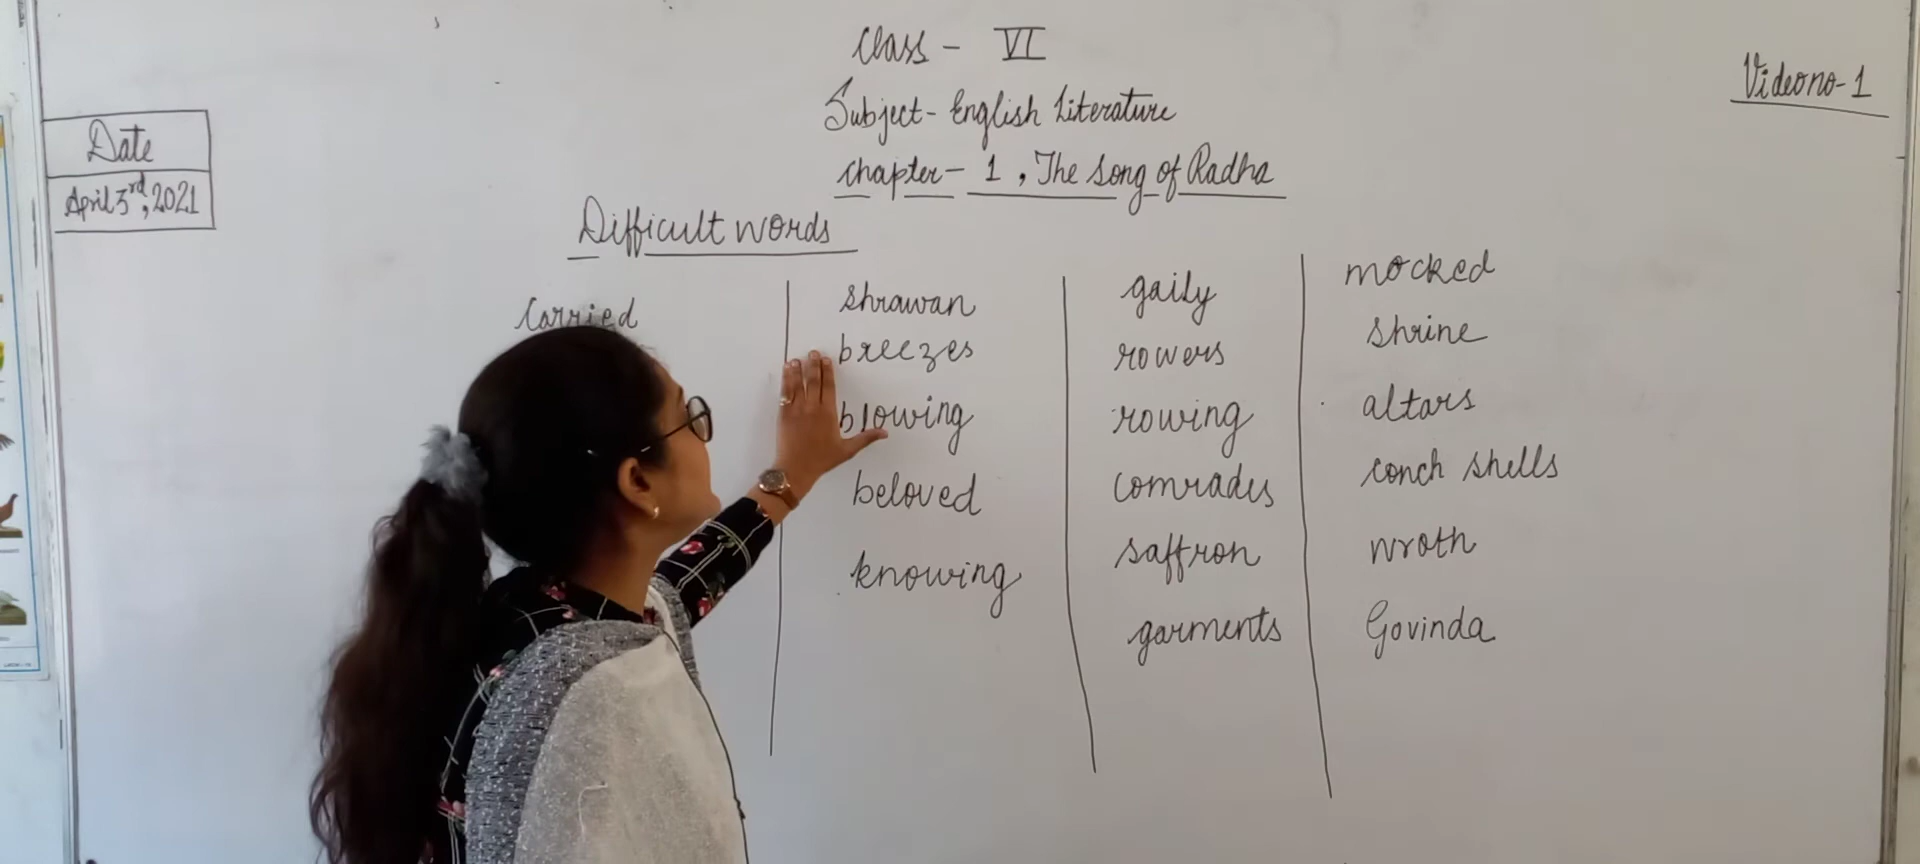 Class - VI
Subject - English Literature
Chapter - 1, The Song of Radha
Video no - 1
Date
April 3rd, 2021
Difficult words
Carried
Shrawan
breezes
blowing
beloved
knowing
gaily
rowers
rowing
comrades
saffron
garments
mocked
Shrine
altars
conch shells
wroth
Govinda